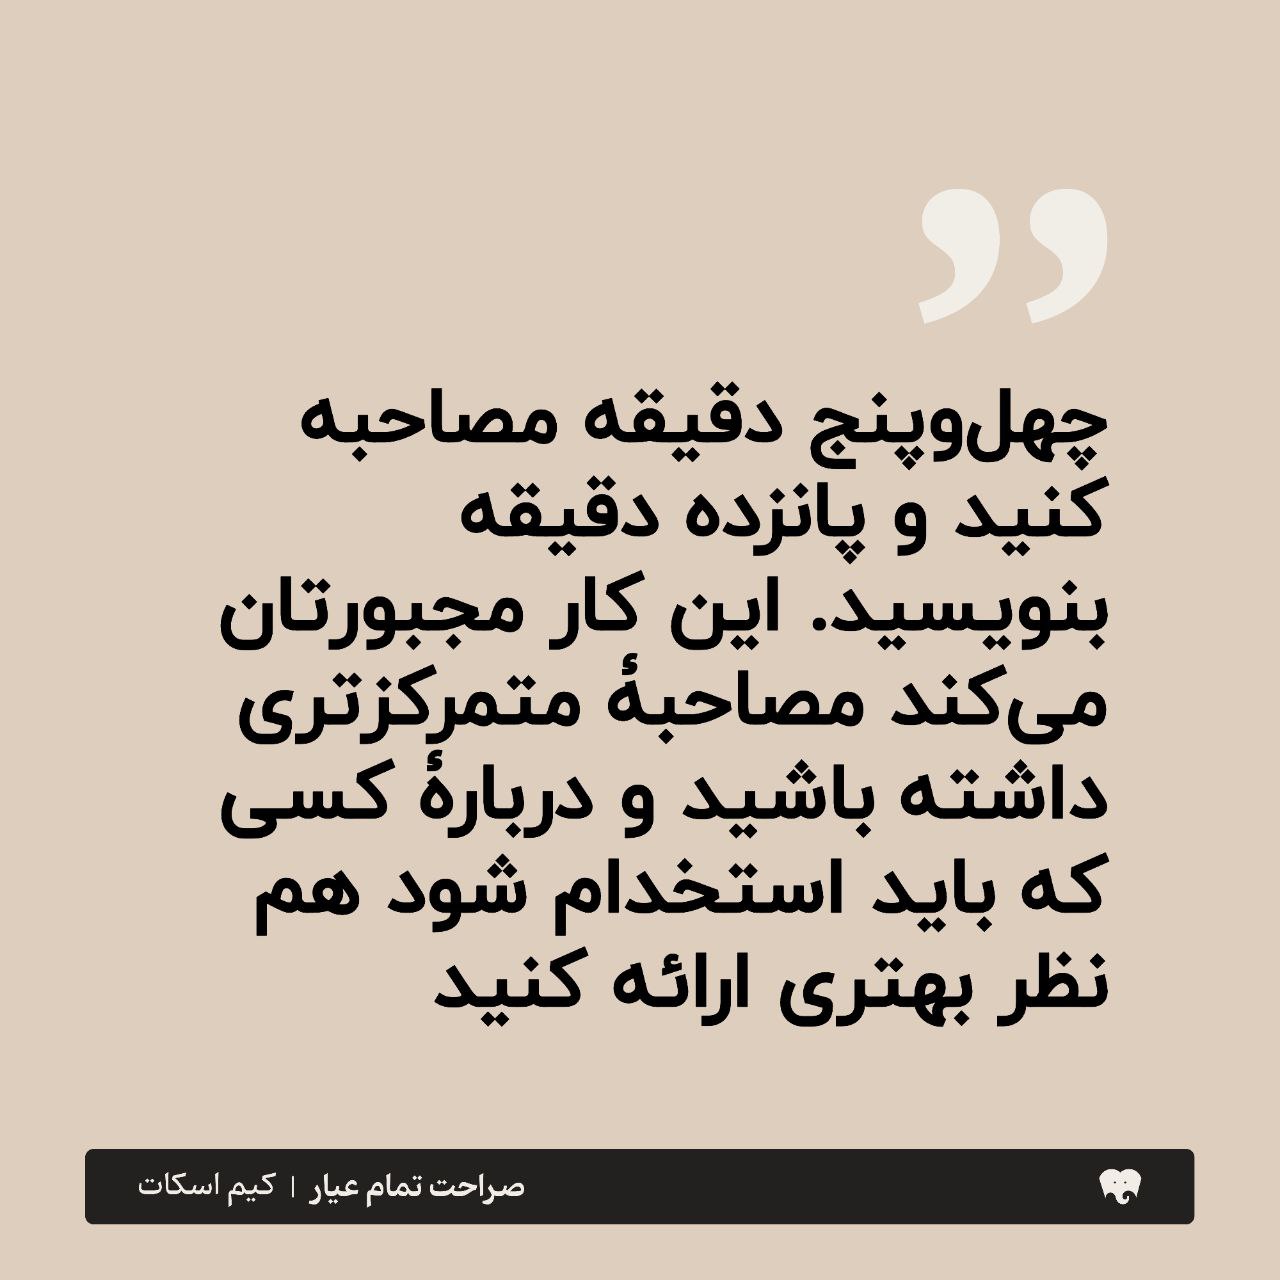 چهل‌وپنج دقیقه مصاحبه
کنید و پانزده دقیقه
بنویسید. این کار مجبورتان
می‌کند مصاحبهٔ متمرکزتری
داشته باشید و دربارهٔ کسی
که باید استخدام شود هم
نظر بهتری ارائه کنید
صراحت تمام عیار | کیم اسکات